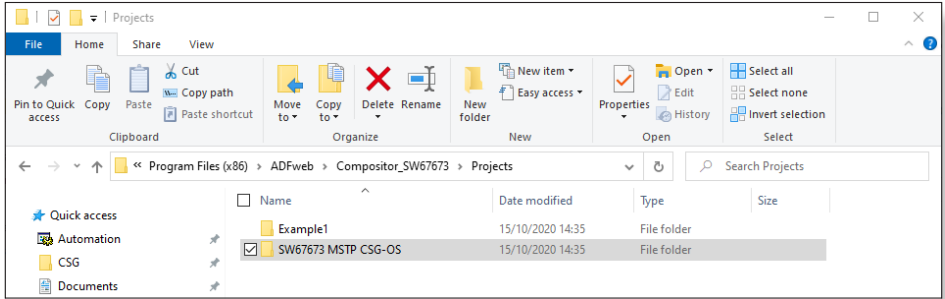 Projects
File Home Share View
Pin to Quick access
Copy
Paste
Cut
Copy path
Paste shortcut
Clipboard
Move to
Copy to
Delete
Rename
Organize
New folder
New item
Easy access
New
Properties
Open
Edit
History
Open
Select all
Select none
Invert selection
Select
« Program Files (x86) > ADFweb > Compositor_SW67673 > Projects
Search Projects
Name Date modified Type Size
Quick access
Automation
CSG
Documents
Example1 15/10/2020 14:35 File folder
SW67673 MSTP CSG-OS 15/10/2020 14:35 File folder